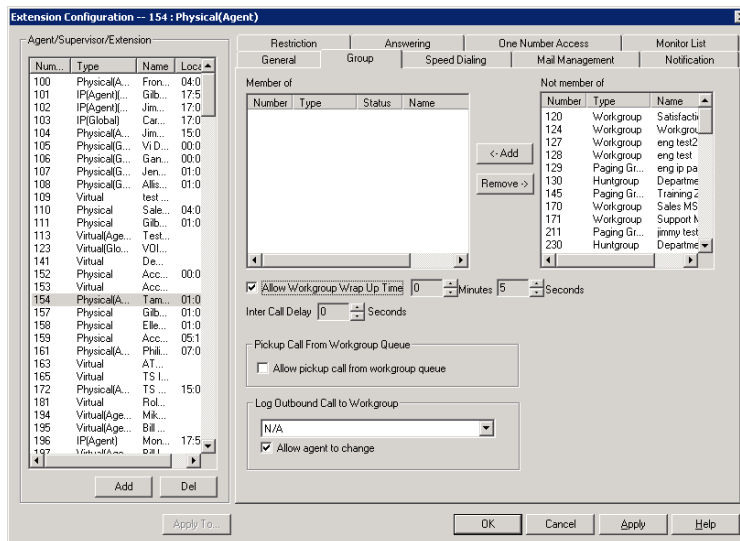 Extension Configuration -- 154 : Physical(Agent)
Agent/Supervisor/Extension
Num... Type Name Loca
100 Physical(A... Fron... 04:0
101 IP(Agent)(... Gilb... 17:5
102 IP(Agent)(... Jim... 17:0
103 IP(Global) Car... 17:0
104 Physical(A... Jim... 15:0
105 Physical(G... Vi D... 00:0
106 Physical(G... Gan... 00:0
107 Physical(G... Jen... 01:0
108 Physical(G... Allis... 01:0
109 Virtual test ...
110 Physical Sale... 04:0
111 Physical Gilb... 01:0
113 Virtual(Age... Test...
123 Virtual(Glo... VOI...
141 Virtual De...
152 Physical Acc... 00:0
153 Virtual Acc...
154 Physical(A... Tam... 01:0
157 Physical Gilb... 01:0
158 Physical Elle... 01:0
159 Physical Acc... 05:1
161 Physical(A... Phili... 07:0
163 Virtual AT...
165 Virtual TS I...
172 Physical(A... TS ... 15:0
181 Virtual Rol...
194 Virtual(Age... Mik...
195 Virtual(Age... Bill ...
196 IP(Agent) Mon... 17:5
197 Virtual(Age...
Add Del
Apply To...
Restriction Answering One Number Access Monitor List
General Group Speed Dialing Mail Management Notification
Member of
Number Type Status Name
<- Add
Remove ->
Not member of
Number Type Name
120 Workgroup Satisfacti
124 Workgroup Workgrou
127 Workgroup eng test2
128 Workgroup eng test
129 Paging Gr... eng ip pa
130 Huntgroup Departme
145 Paging Gr... Training 2
170 Workgroup Sales MS
171 Workgroup Support M
211 Paging Gr... jimmy test
230 Huntgroup Departme
Allow Workgroup Wrap Up Time 0 Minutes 5 Seconds
Inter Call Delay 0 Seconds
Pickup Call From Workgroup Queue
Allow pickup call from workgroup queue
Log Outbound Call to Workgroup
N/A
Allow agent to change
OK Cancel Apply Help